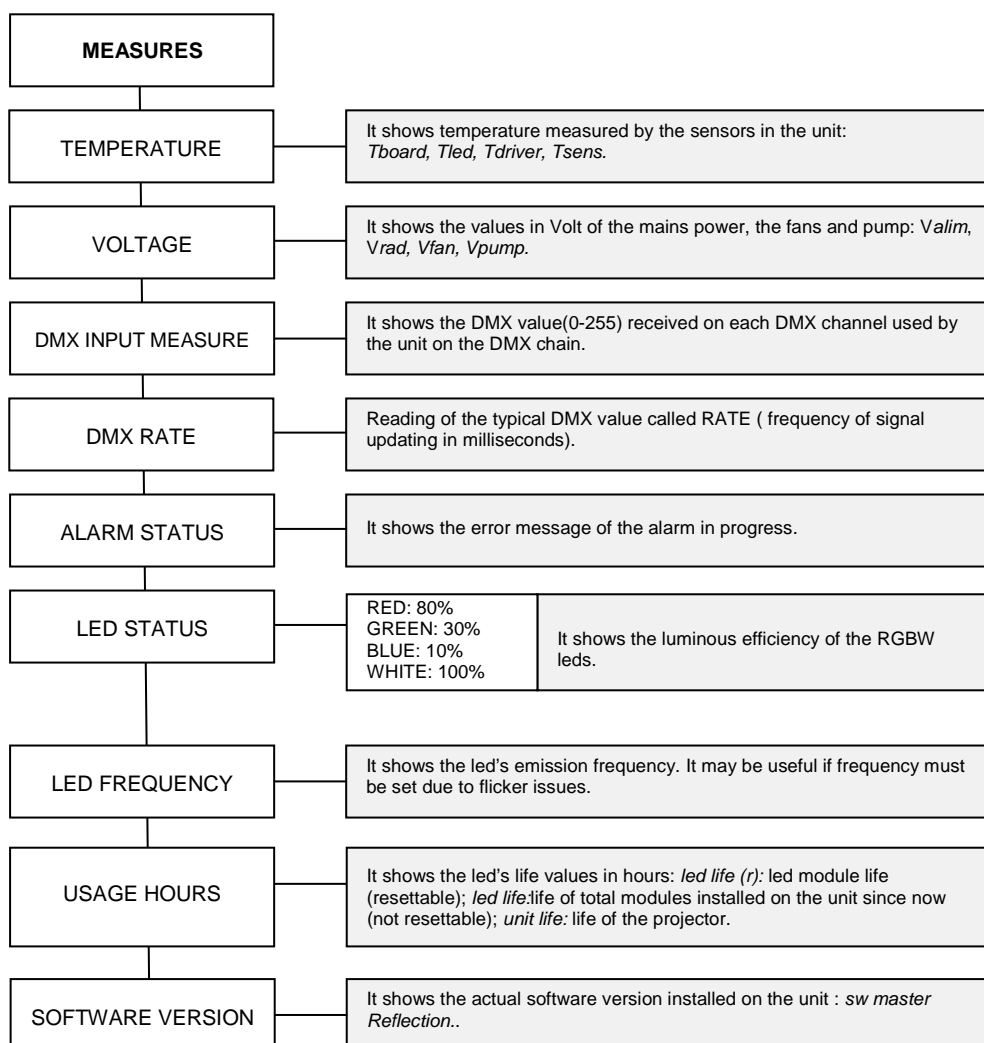 MEASURES
TEMPERATURE
It shows temperature measured by the sensors in the unit:
Tboard, Tled, Tdriver, Tsens.
VOLTAGE
It shows the values in Volt of the mains power, the fans and pump: Valim,
Vrad, Vfan, Vpump.
DMX INPUT MEASURE
It shows the DMX value(0-255) received on each DMX channel used by
the unit on the DMX chain.
DMX RATE
Reading of the typical DMX value called RATE ( frequency of signal
updating in milliseconds).
ALARM STATUS
It shows the error message of the alarm in progress.
LED STATUS
RED: 80%
GREEN: 30%
BLUE: 10%
WHITE: 100%
It shows the luminous efficiency of the RGBW
leds.
LED FREQUENCY
It shows the led's emission frequency. It may be useful if frequency must
be set due to flicker issues.
USAGE HOURS
It shows the led's life values in hours: led life (r): led module life
(resettable); led life:life of total modules installed on the unit since now
(not resettable); unit life: life of the projector.
SOFTWARE VERSION
It shows the actual software version installed on the unit : sw master
Reflection..